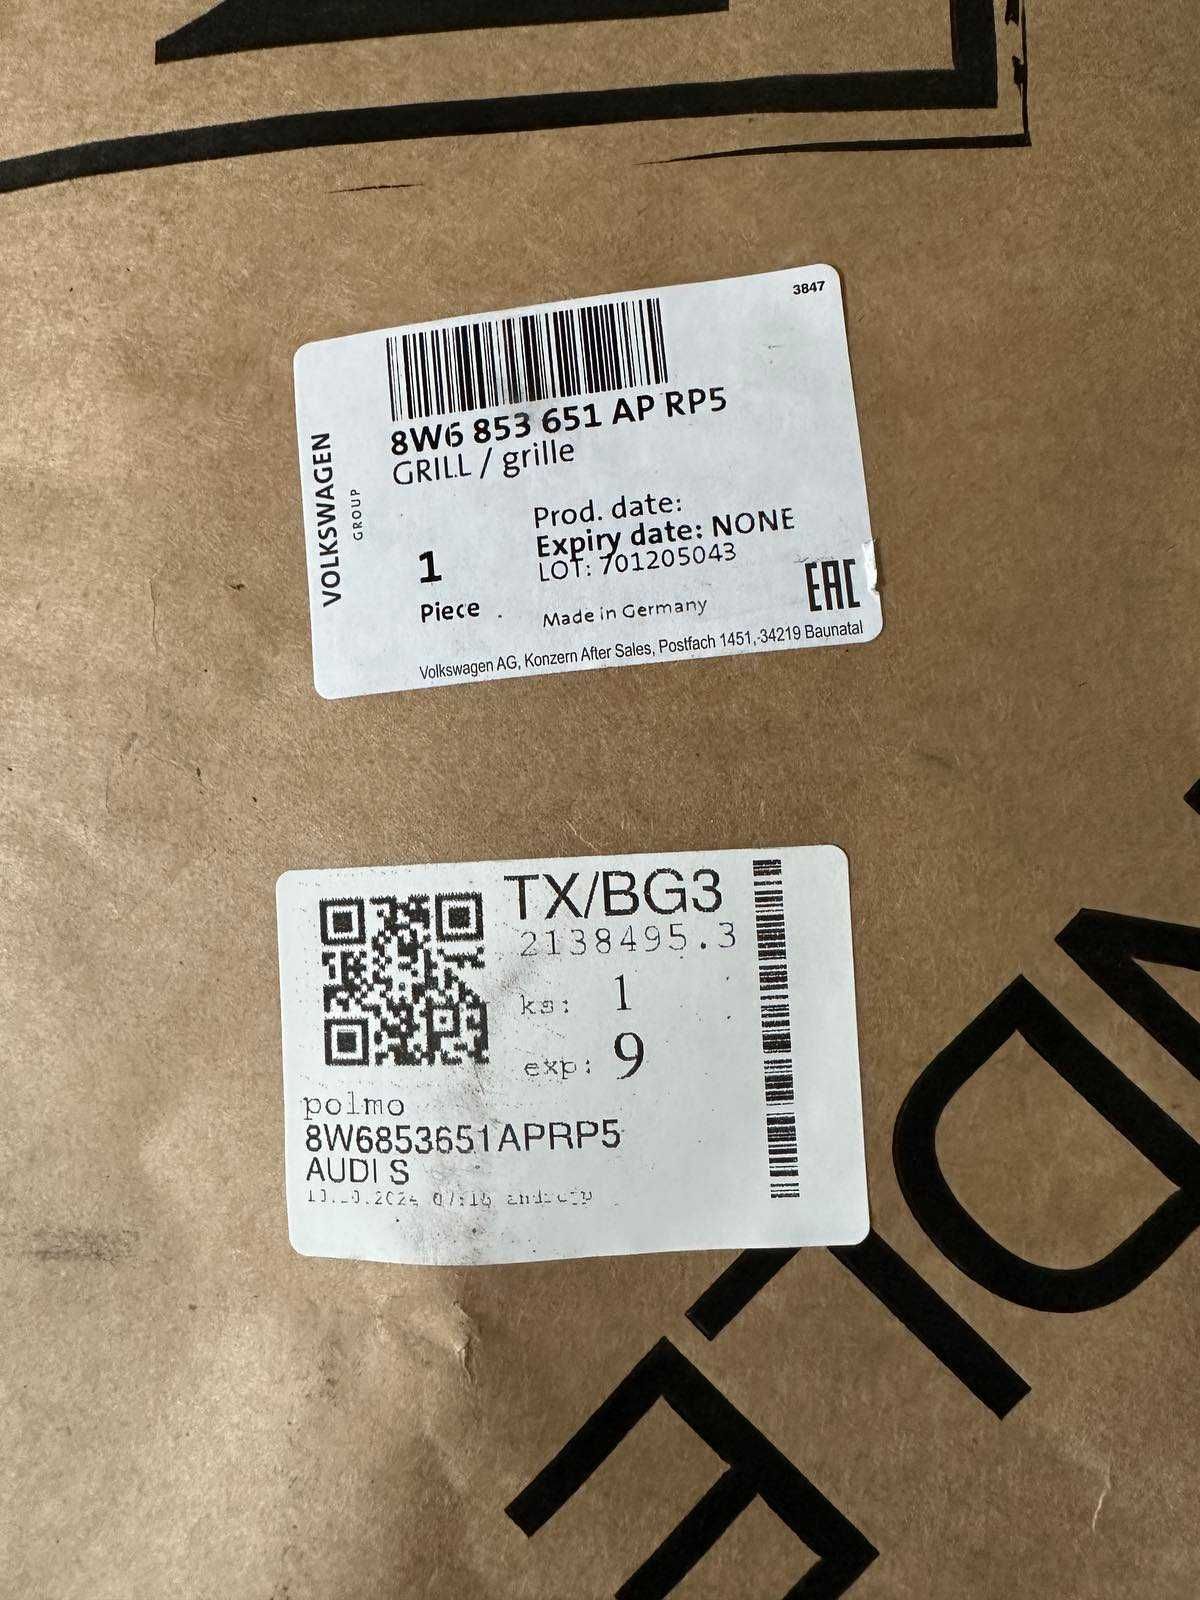 3847
8W6 853 651 AP RP5
GRILL / grille
VOLKSWAGEN
GROUP
Prod. date:
Expiry date: NONE
LOT: 701205043
1
Piece
Made in Germany
EAC
Volkswagen AG, Konzern After Sales, Postfach 1451,-34219 Baunatal
TX/BG3
2138495.3
ks: 1
exp: 9
polmo
8W6853651APRP5
AUDI S